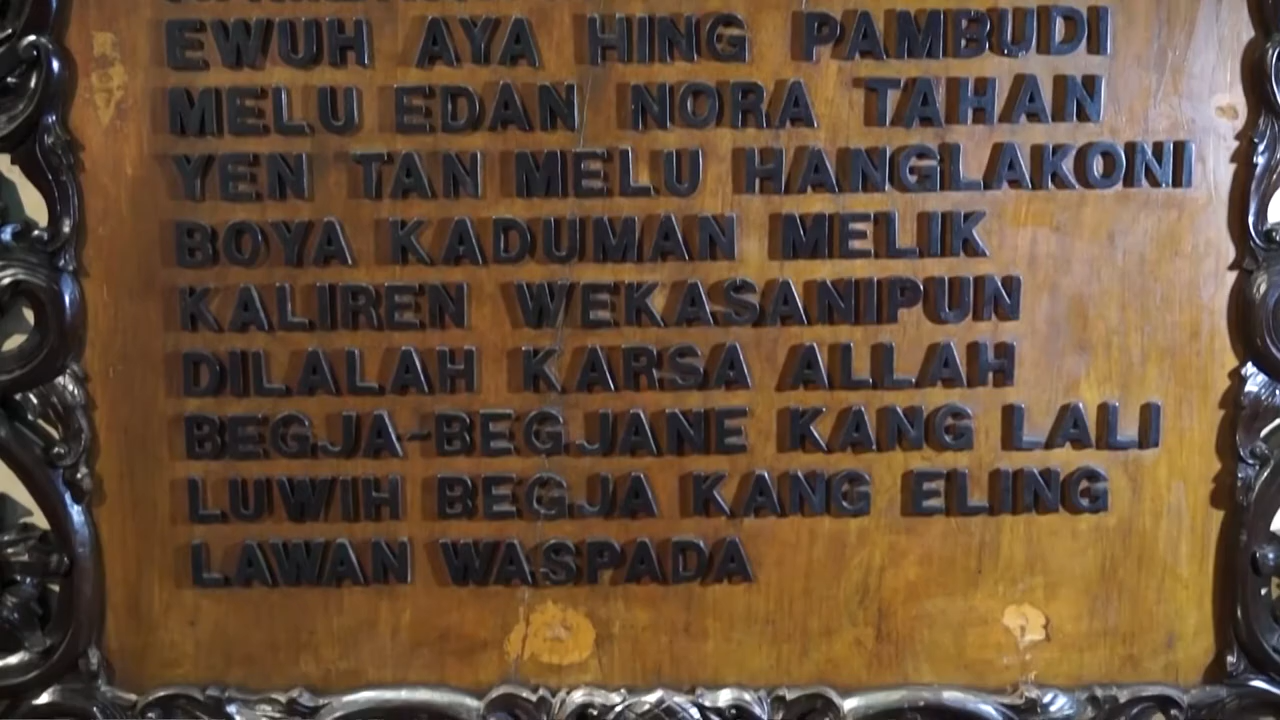 EWUH AYA HING PAMBUDI
MELU EDAN NORA TAHAN
YEN TAN MELU HANGLAKONI
BOYA KADUMAN MELIK
KALIREN WEKASANIPUN
DILALAH KARSA ALLAH
BEGJA-BEGJANE KANG LALI
LUWIH BEGJA KANG ELING
LAWAN WASPADA